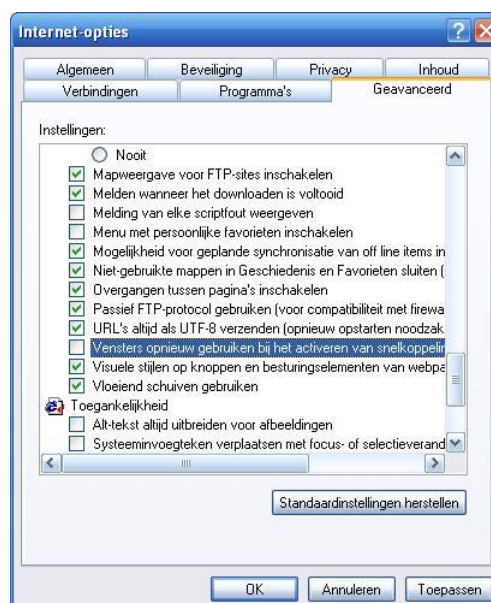 Internet-opties
Algemeen Beveiliging Privacy Inhoud
Verbindingen Programma's Geavanceerd
Instellingen:
Nooit
Mapweergave voor FTP-sites inschakelen
Melden wanneer het downloaden is voltooid
Melding van elke scriptfout weergeven
Menu met persoonlijke favorieten inschakelen
Mogelijkheid voor geplande synchronisatie van off line items in
Niet-gebruikte mappen in Geschiedenis en Favorieten sluiten (
Overgangen tussen pagina's inschakelen
Passief FTP-protocol gebruiken (voor compatibiliteit met firewa
URL's altijd als UTF-8 verzenden (opnieuw opstarten noodzak
Vensters opnieuw gebruiken bij het activeren van snelkoppelin
Visuele stijlen op knoppen en besturingselementen van webpa
Vloeiend schuiven gebruiken
Toegankelijkheid
Alt-tekst altijd uitbreiden voor afbeeldingen
Systeeminvoegteken verplaatsen met focus- of selectieverand
Standaardinstellingen herstellen
OK Annuleren Toepassen